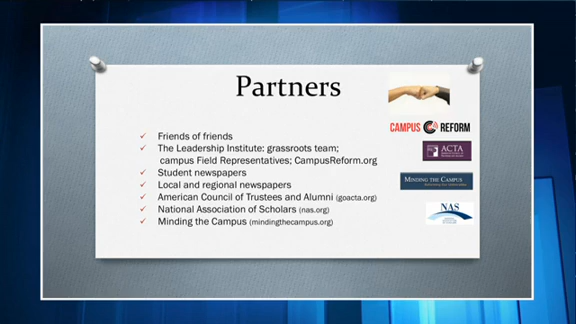 Partners
✓ Friends of friends
✓ The Leadership Institute: grassroots team;
campus Field Representatives; CampusReform.org
✓ Student newspapers
✓ Local and regional newspapers
✓ American Council of Trustees and Alumni (goacta.org)
✓ National Association of Scholars (nas.org)
✓ Minding the Campus (mindingthecampus.org)
CAMPUS REFORM
ACTA
MINDING THE CAMPUS
NAS